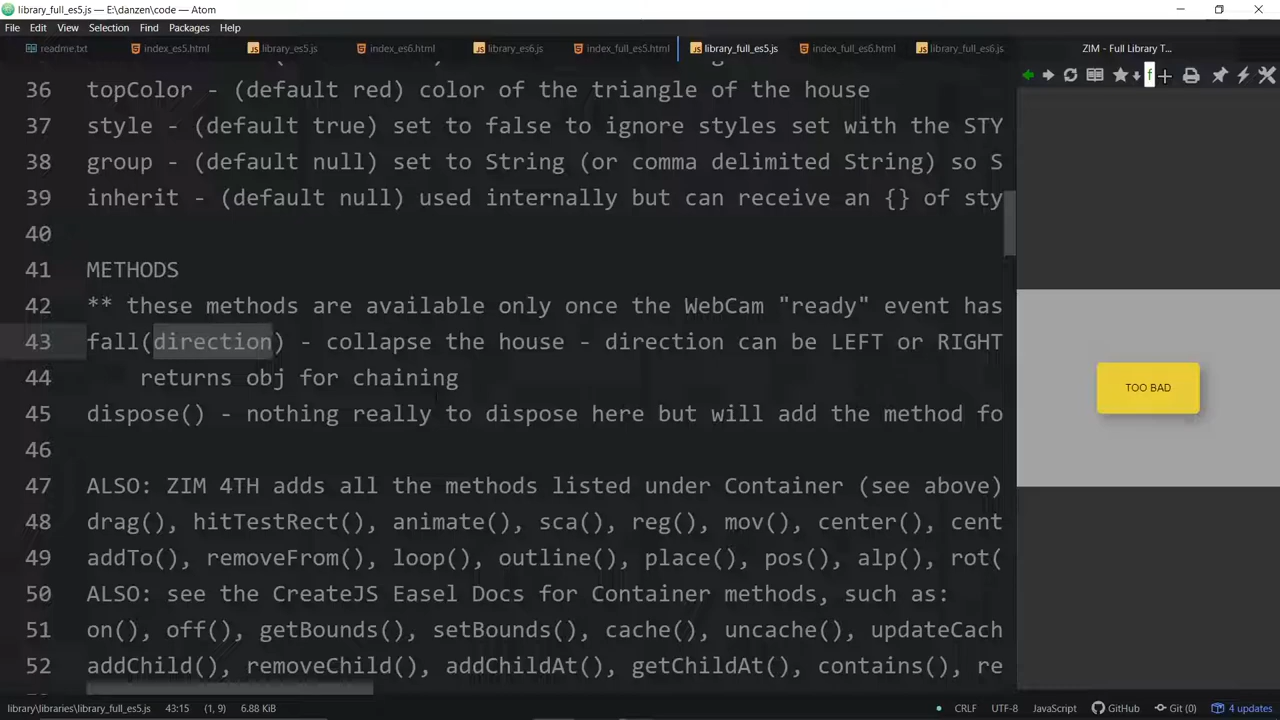 library_full_es5.js — E:\danzen\code — Atom
File Edit View Selection Find Packages Help
readme.txt index_es5.html library_es5.js index_es6.html library_es6.js index_full_es5.html library_full_es5.js index_full_es6.html library_full_es6.js ZIM - Full Library T...
36 topColor - (default red) color of the triangle of the house
37 style - (default true) set to false to ignore styles set with the STY
38 group - (default null) set to String (or comma delimited String) so S
39 inherit - (default null) used internally but can receive an {} of sty
40
41 METHODS
42 ** these methods are available only once the WebCam "ready" event has
43 fall(direction) - collapse the house - direction can be LEFT or RIGHT
44 returns obj for chaining
TOO BAD
45 dispose() - nothing really to dispose here but will add the method fo
46
47 ALSO: ZIM 4TH adds all the methods listed under Container (see above)
48 drag(), hitTestRect(), animate(), sca(), reg(), mov(), center(), cent
49 addTo(), removeFrom(), loop(), outline(), place(), pos(), alp(), rot(
50 ALSO: see the CreateJS Easel Docs for Container methods, such as:
51 on(), off(), getBounds(), setBounds(), cache(), uncache(), updateCach
52 addChild(), removeChild(), addChildAt(), getChildAt(), contains(), re
library\libraries\library_full_es5.js 43:15 (1, 9) 6.88 KiB CRLF UTF-8 JavaScript GitHub Git (0) 4 updates